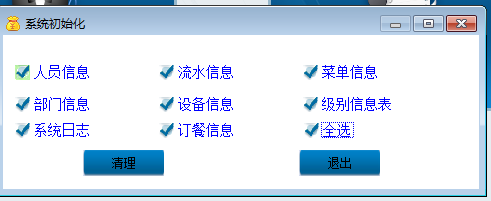 系统初始化
人员信息 流水信息 菜单信息
部门信息 设备信息 级别信息表
系统日志 订餐信息 全选
清理 退出